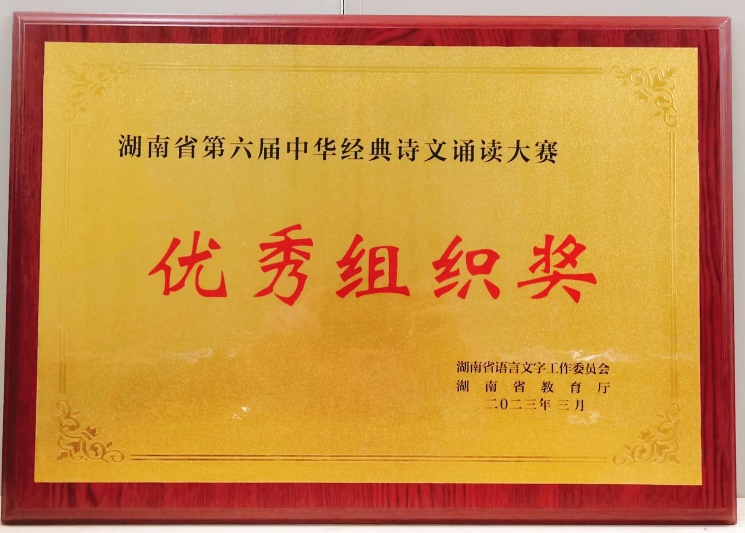 湖南省第六届中华经典诗文诵读大赛
优秀组织奖
湖南省语言文字工作委员会
湖南省教育厅
二〇二三年三月